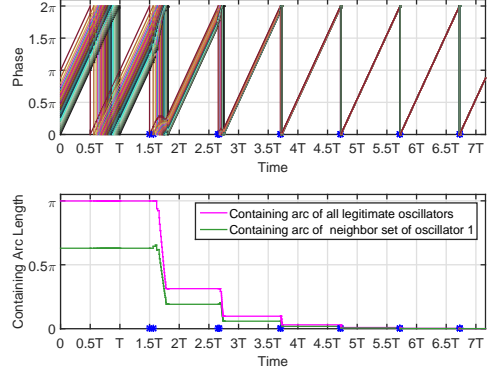 2π
1.5π
π
0.5π
0
Phase
0 0.5T T 1.5T 2T 2.5T 3T 3.5T 4T 4.5T 5T 5.5T 6T 6.5T 7T
Time
π
0.5π
0
Containing Arc Length
Containing arc of all legitimate oscillators
Containing arc of neighbor set of oscillator 1
0 0.5T T 1.5T 2T 2.5T 3T 3.5T 4T 4.5T 5T 5.5T 6T 6.5T 7T
Time